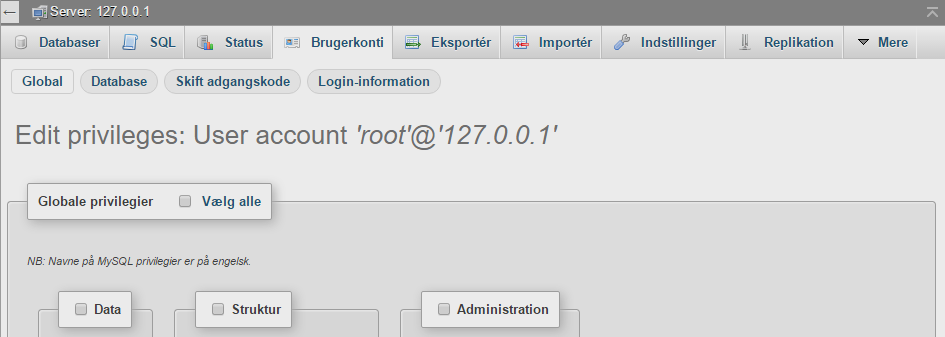 Server: 127.0.0.1
Databaser SQL Status Brugerkonti Eksportér Importér Indstillinger Replikation Mere
Global Database Skift adgangskode Login-information
Edit privileges: User account 'root'@'127.0.0.1'
Globale privilegier Vælg alle
NB: Navne på MySQL privilegier er på engelsk.
Data Struktur Administration